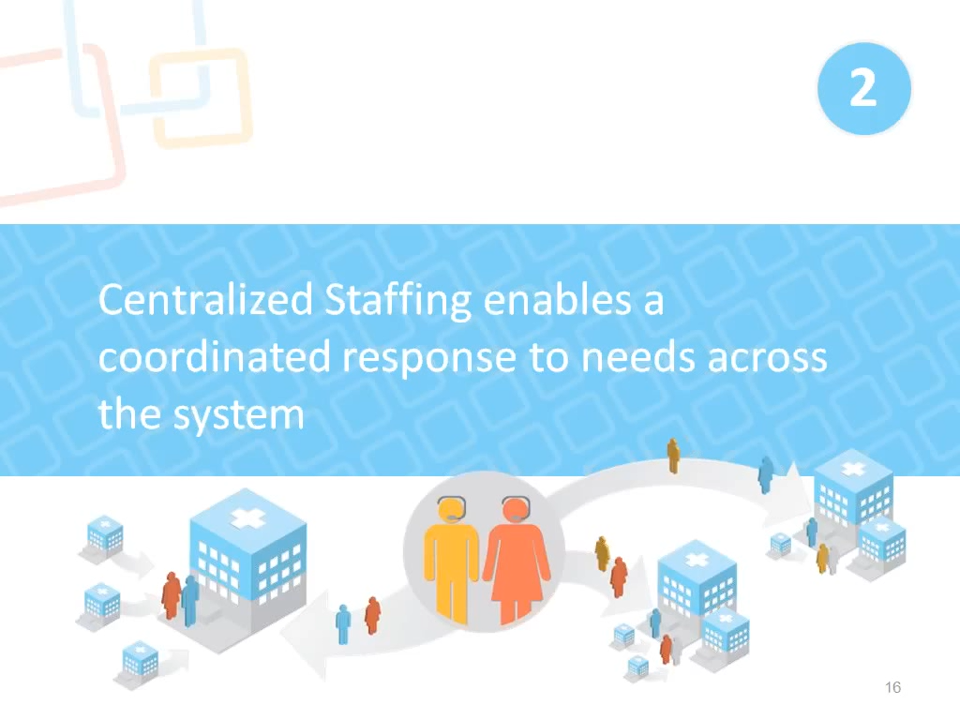 2
Centralized Staffing enables a
coordinated response to needs across
the system
16